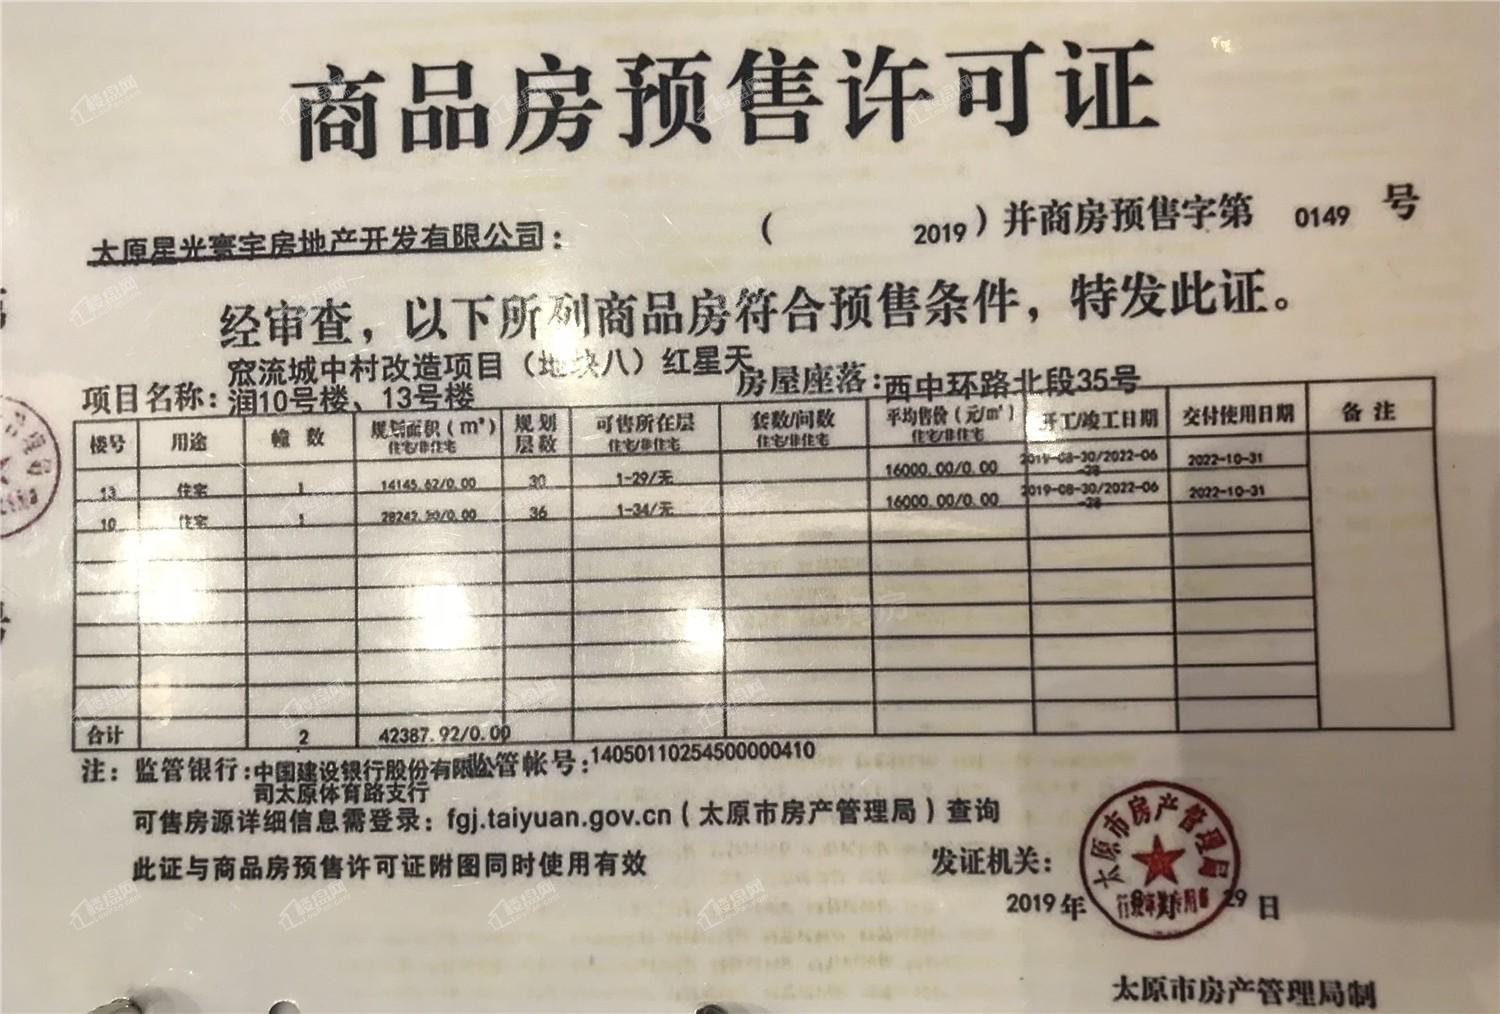 商品房预售许可证
太原星光寰宇房地产开发有限公司：
（ 2019 ）并商房预售字第 0149 号
经审查，以下所列商品房符合预售条件，特发此证。
项目名称：窊流城中村改造项目（地块八）红星天
润10号楼、13号楼
房屋座落：西中环路北段35号
楼号 用途 幢数 规划面积（m²）住宅/非住宅 规划层数 可售所在层 住宅/非住宅 套数/间数 住宅/非住宅 平均售价（元/㎡）住宅/非住宅 开工/竣工日期 交付使用日期 备注
13 住宅 1 14145.62/0.00 30 1-29/无 16000.00/0.00 2019-08-30/2022-06-28 2022-10-31
10 住宅 1 28242.30/0.00 36 1-34/无 16000.00/0.00 2019-08-30/2022-06-28 2022-10-31
合计 2 42387.92/0.00
注：监管银行：中国建设银行股份有限公
司太原体育路支行
监管帐号：14050110254500000410
可售房源详细信息需登录：fgj.taiyuan.gov.cn（太原市房产管理局）查询
此证与商品房预售许可证附图同时使用有效
发证机关：
太原市房产管理局
2019 年 29 日
太原市房产管理局制
楼盘网